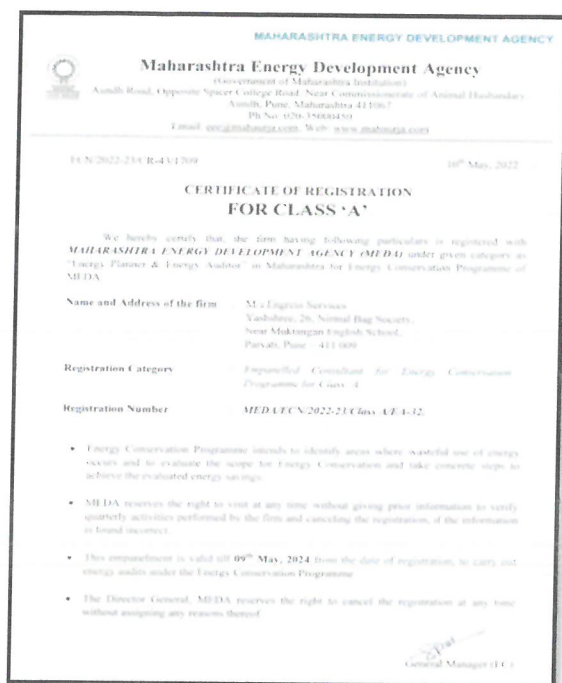 MAHARASHTRA ENERGY DEVELOPMENT AGENCY
Maharashtra Energy Development Agency
(Government of Maharashtra Institution)
Aundh Road, Opposite Spicer College Road, Near Commissionerate of Animal Husbandary,
Aundh, Pune, Maharashtra 411067
Ph No: 020-35000450
Email: eec@mahaurja.com, Web: www.mahaurja.com
ECN/2022-23/CR-43/1709
10th May, 2022
CERTIFICATE OF REGISTRATION
FOR CLASS 'A'
We hereby certify that, the firm having following particulars is registered with
MAHARASHTRA ENERGY DEVELOPMENT AGENCY (MEDA) under given category as
"Energy Planner & Energy Auditor" in Maharashtra for Energy Conservation Programme of
MEDA
Name and Address of the firm : M/s Engress Services
Yashshree, 26, Nirmal Bag Society,
Near Muktangan English School,
Parvati, Pune – 411 009
Registration Category : Empanelled Consultant for Energy Conservation
Programme for Class A
Registration Number : MEDA/ECN/2022-23/Class A/EA-32.
• Energy Conservation Programme intends to identify areas where wasteful use of energy
occurs and to evaluate the scope for Energy Conservation and take concrete steps to
achieve the evaluated energy savings.
• MEDA reserves the right to visit at any time without giving prior information to verify
quarterly activities performed by the firm and canceling the registration, if the information
is found incorrect.
• This empanelment is valid till 09th May, 2024 from the date of registration, to carry out
energy audits under the Energy Conservation Programme
• The Director General, MEDA reserves the right to cancel the registration at any time
without assigning any reasons thereof.
General Manager (EC)